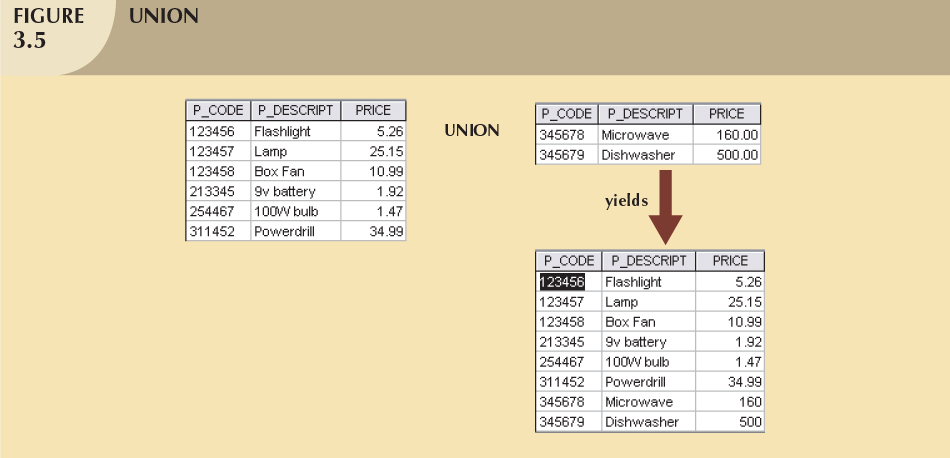 FIGURE 3.5
UNION
P_CODE P_DESCRIPT PRICE
123456 Flashlight 5.26
123457 Lamp 25.15
123458 Box Fan 10.99
213345 9v battery 1.92
254467 100W bulb 1.47
311452 Powerdrill 34.99
UNION
P_CODE P_DESCRIPT PRICE
345678 Microwave 160.00
345679 Dishwasher 500.00
yields
P_CODE P_DESCRIPT PRICE
123456 Flashlight 5.26
123457 Lamp 25.15
123458 Box Fan 10.99
213345 9v battery 1.92
254467 100W bulb 1.47
311452 Powerdrill 34.99
345678 Microwave 160
345679 Dishwasher 500